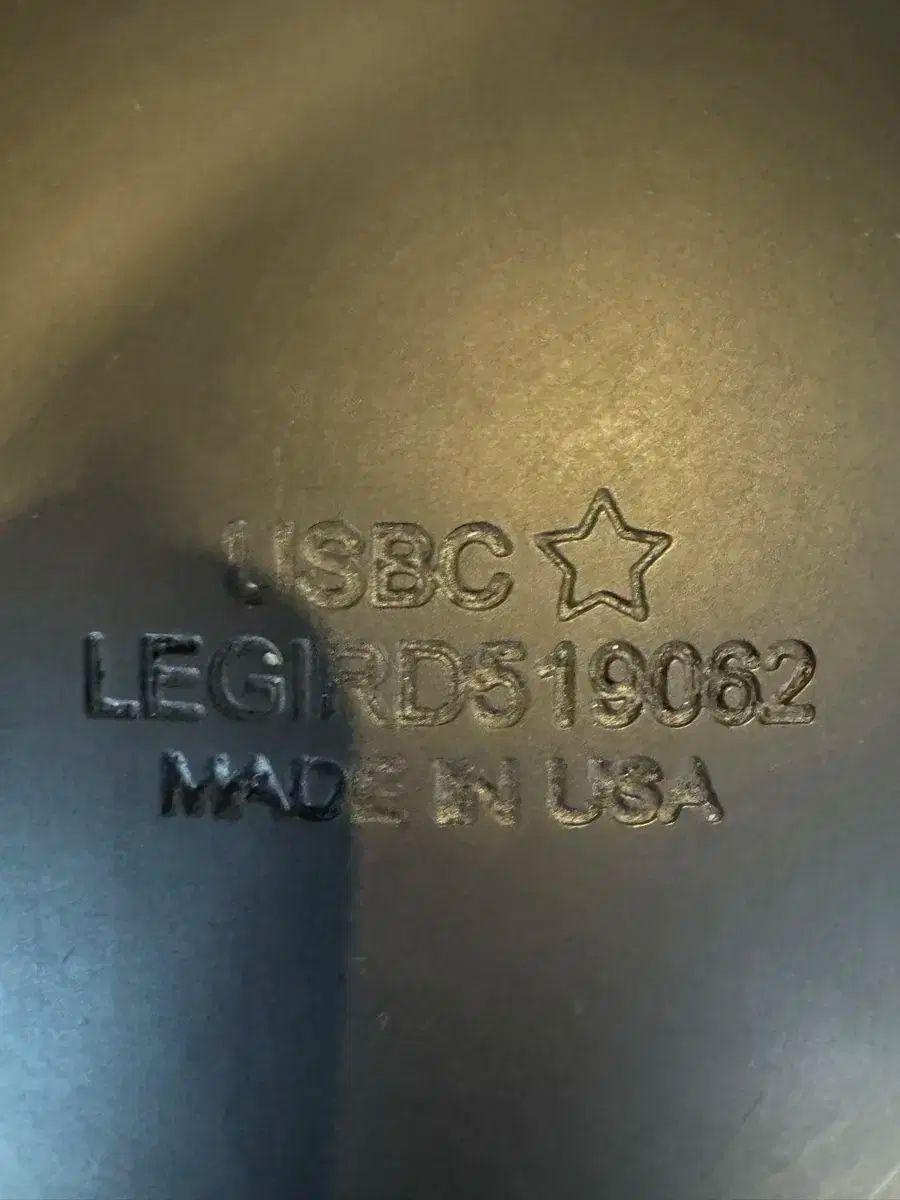 USBC ☆
LEGIRD519062
MADE IN USA